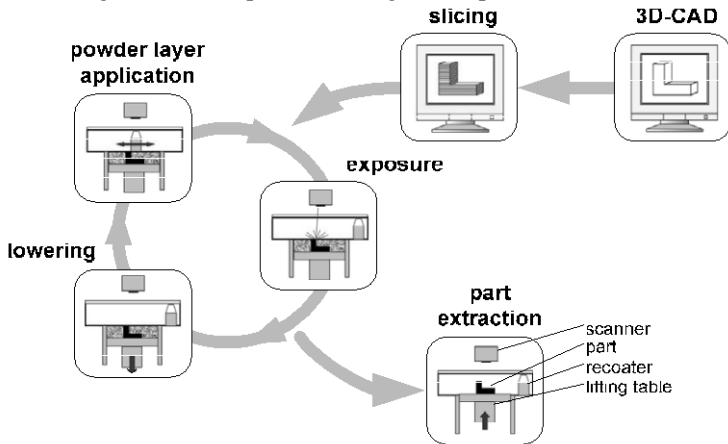 slicing
3D-CAD
powder layer
application
exposure
lowering
part
extraction
scanner
part
recoater
lifting table